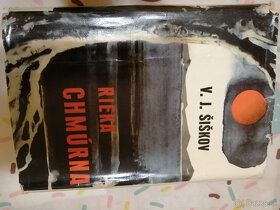 V. J. ŠIŠKOV
RIEKA
CHMÚRNA